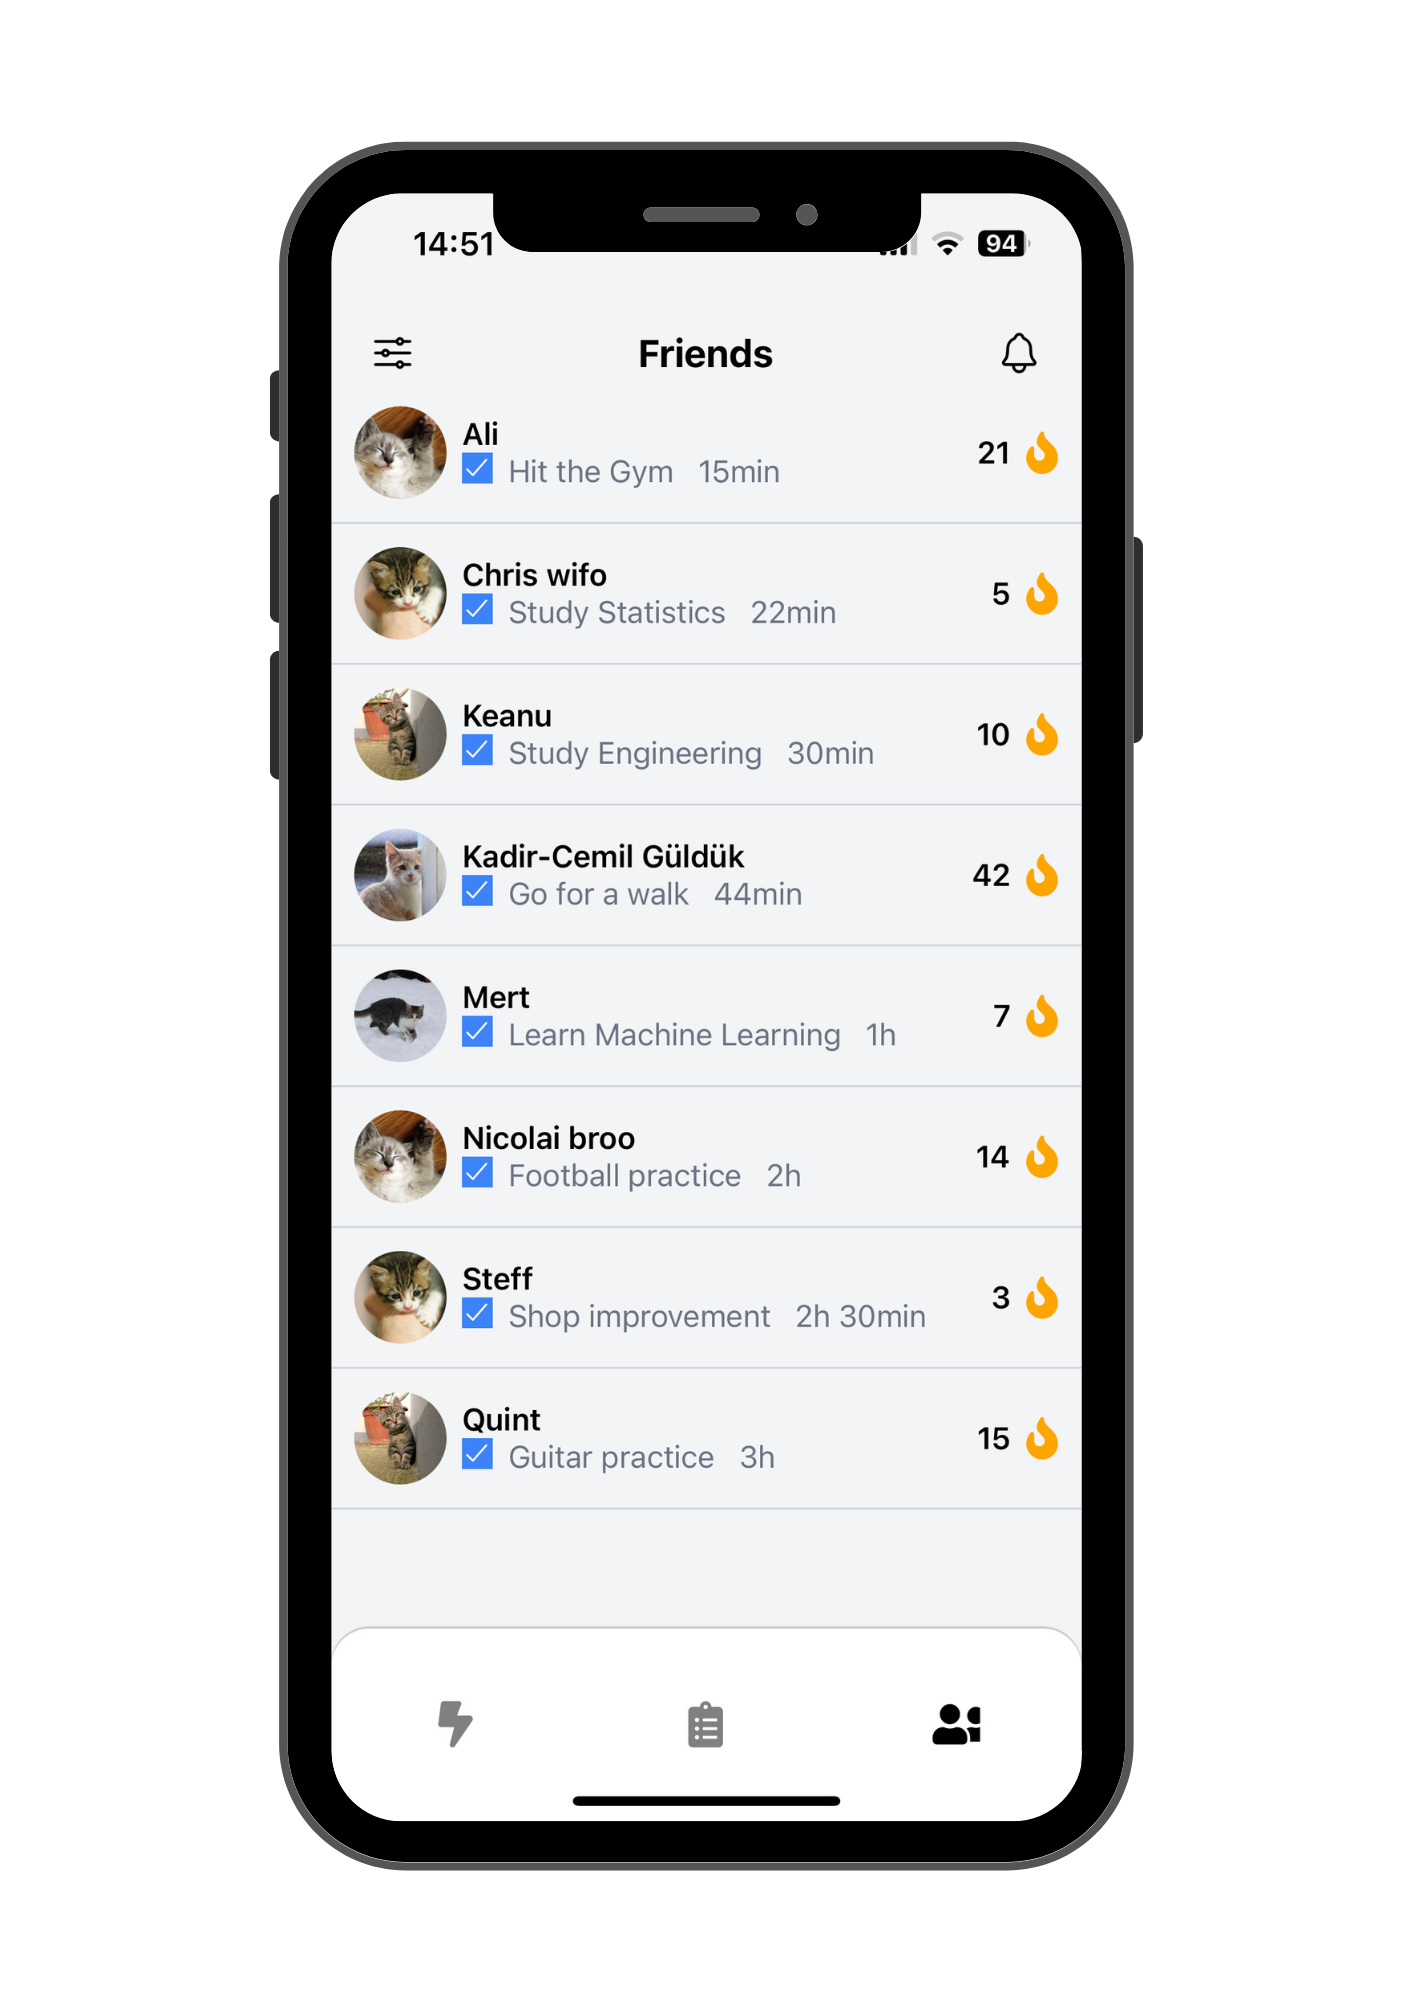 14:51
94
Friends
Ali
Hit the Gym 15min
21
Chris wifo
Study Statistics 22min
5
Keanu
Study Engineering 30min
10
Kadir-Cemil Güldük
Go for a walk 44min
42
Mert
Learn Machine Learning 1h
7
Nicolai broo
Football practice 2h
14
Steff
Shop improvement 2h 30min
3
Quint
Guitar practice 3h
15